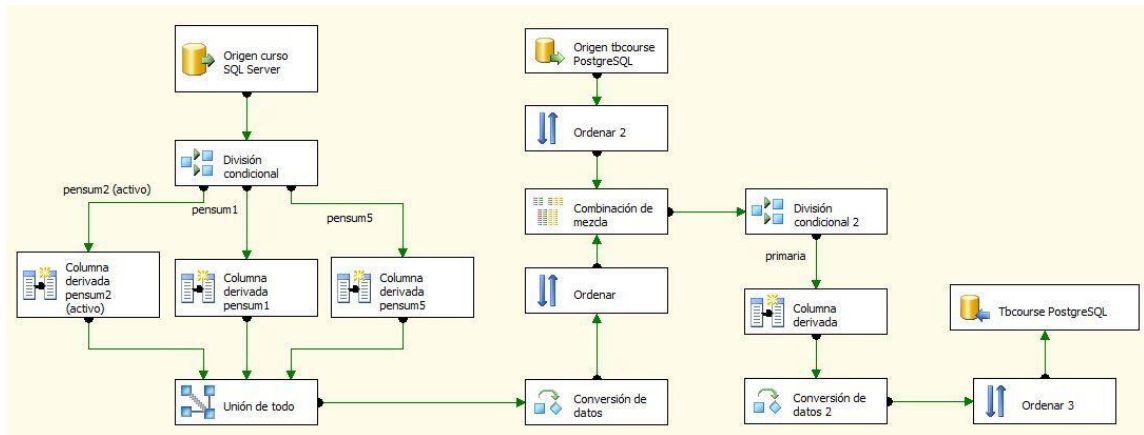 Origen curso
SQL Server
División
condicional
pensum2 (activo)
pensum1
pensum5
Columna
derivada
pensum2
(activo)
Columna
derivada
pensum1
Columna
derivada
pensum5
Unión de todo
Origen tbcourse
PostgreSQL
Ordenar 2
Combinación de
mezcla
Ordenar
Conversión de
datos
División
condicional 2
primaria
Columna
derivada
Conversión de
datos 2
Tbcourse PostgreSQL
Ordenar 3